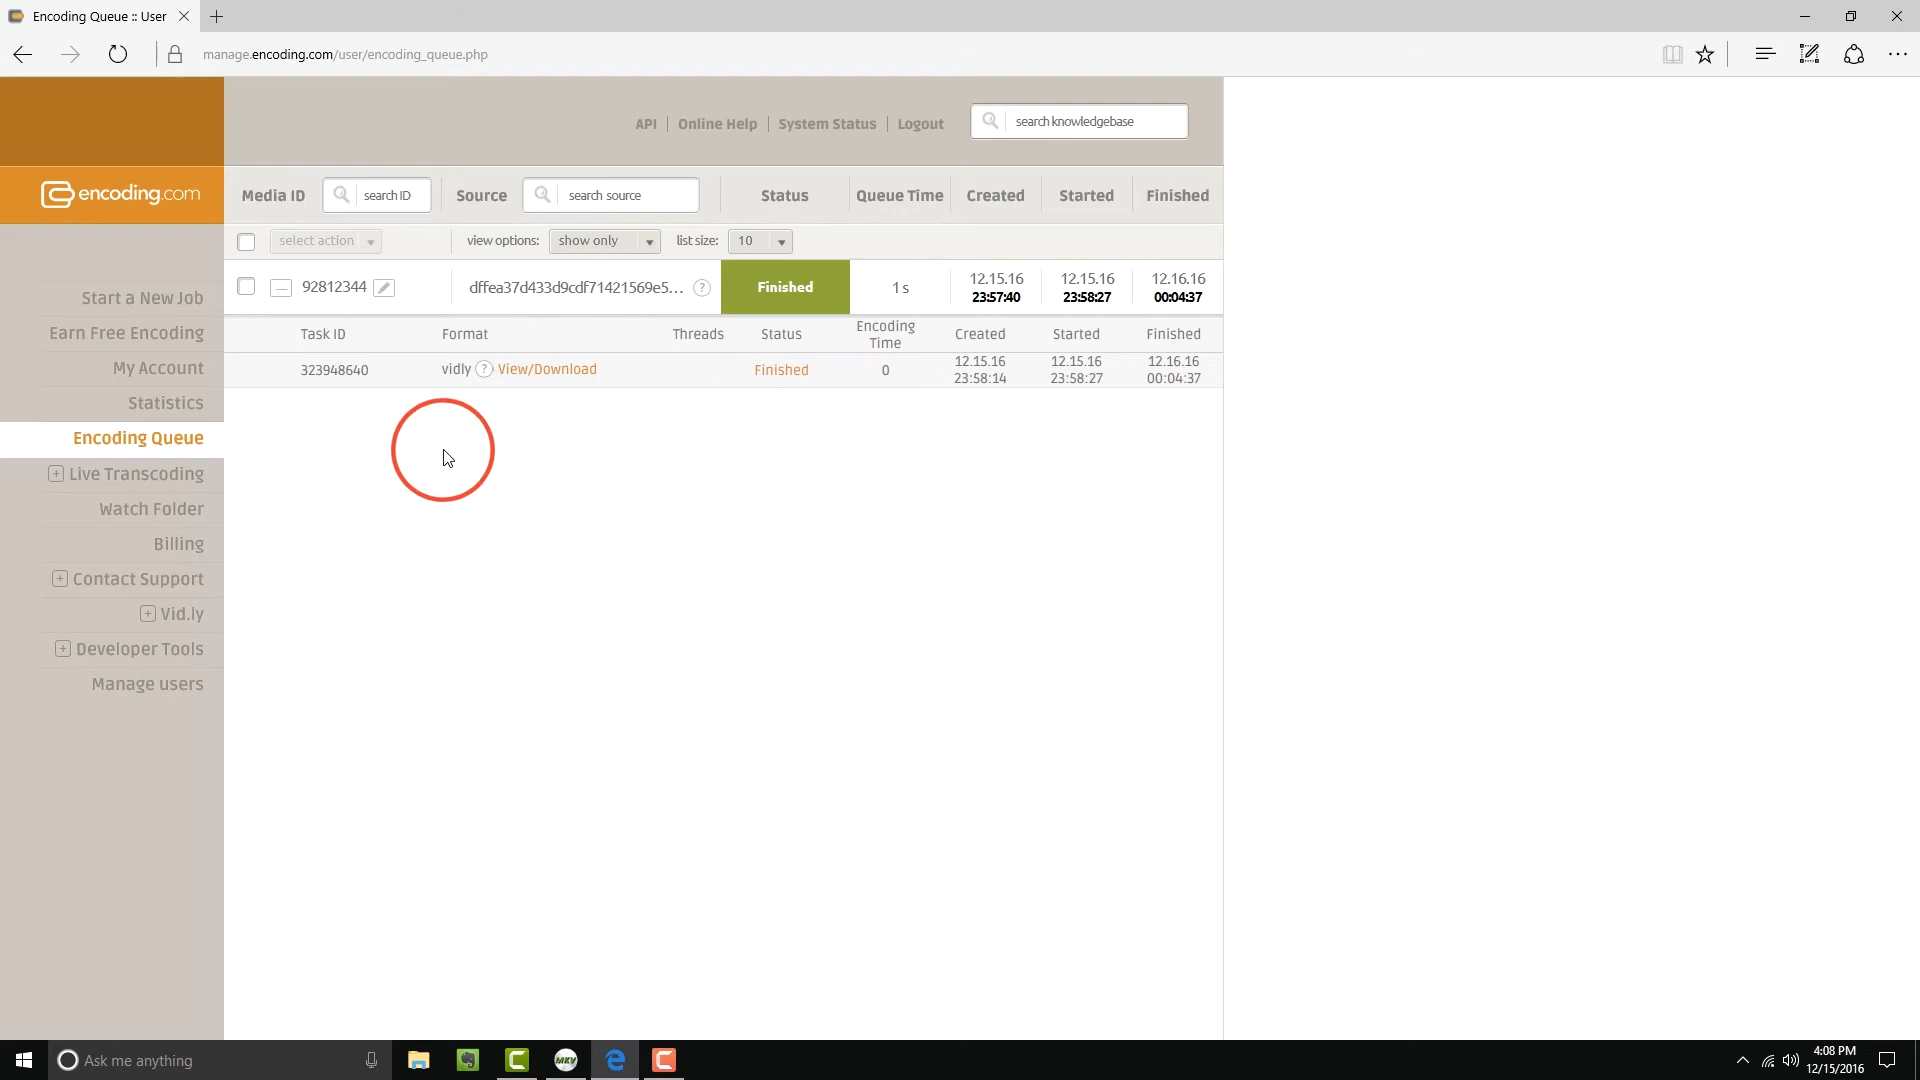 Encoding Queue :: User
manage.encoding.com/user/encoding_queue.php
API
Online Help
System Status
Logout
search knowledgebase
encoding.com
Media ID
search ID
Source
search source
Status
Queue Time
Created
Started
Finished
select action
view options:
show only
list size:
10
92812344
dffea37d433d9cdf71421569e5...
?
Finished
1 s
12.15.16
23:57:40
12.15.16
23:58:27
12.16.16
00:04:37
Task ID
Format
Threads
Status
Encoding
Time
Created
Started
Finished
323948640
vidly ? View/Download
Finished
0
12.15.16
23:58:14
12.15.16
23:58:27
12.16.16
00:04:37
Start a New Job
Earn Free Encoding
My Account
Statistics
Encoding Queue
Live Transcoding
Watch Folder
Billing
Contact Support
Vid.ly
Developer Tools
Manage users
Ask me anything
MKV
4:08 PM
12/15/2016